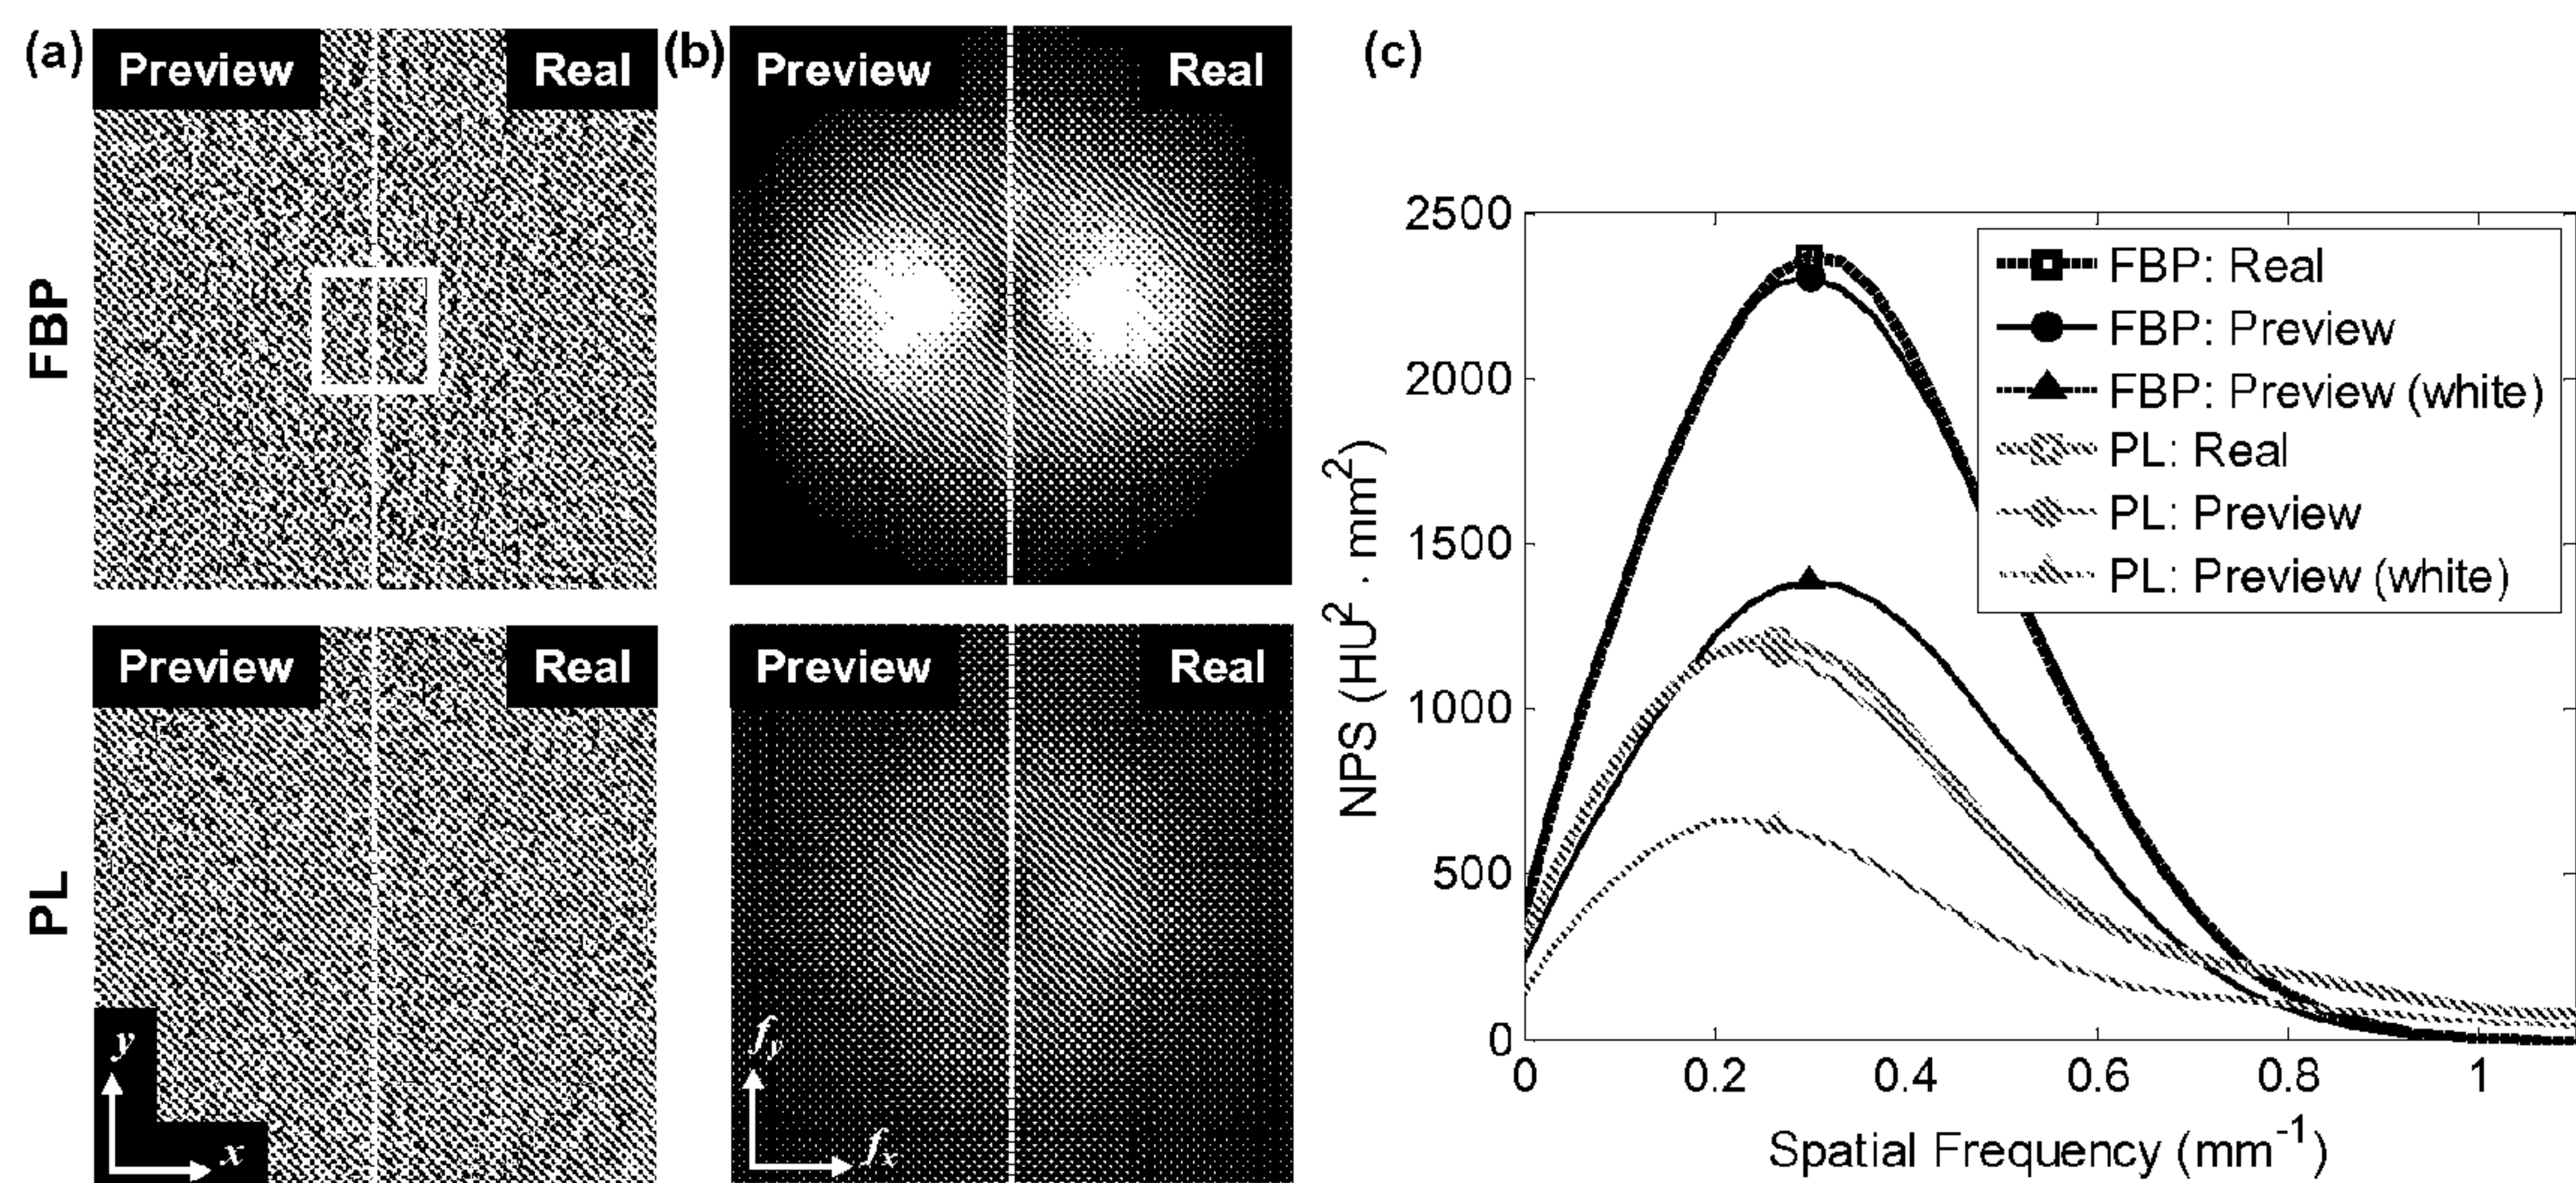 (a)
Preview
Real
FBP
Preview
Real
PL
y
x
(b)
Preview
Real
Preview
Real
f_y
f_x
(c)
2500
2000
1500
1000
500
0
NPS (HU² · mm²)
FBP: Real
FBP: Preview
FBP: Preview (white)
PL: Real
PL: Preview
PL: Preview (white)
0 0.2 0.4 0.6 0.8 1
Spatial Frequency (mm⁻¹)